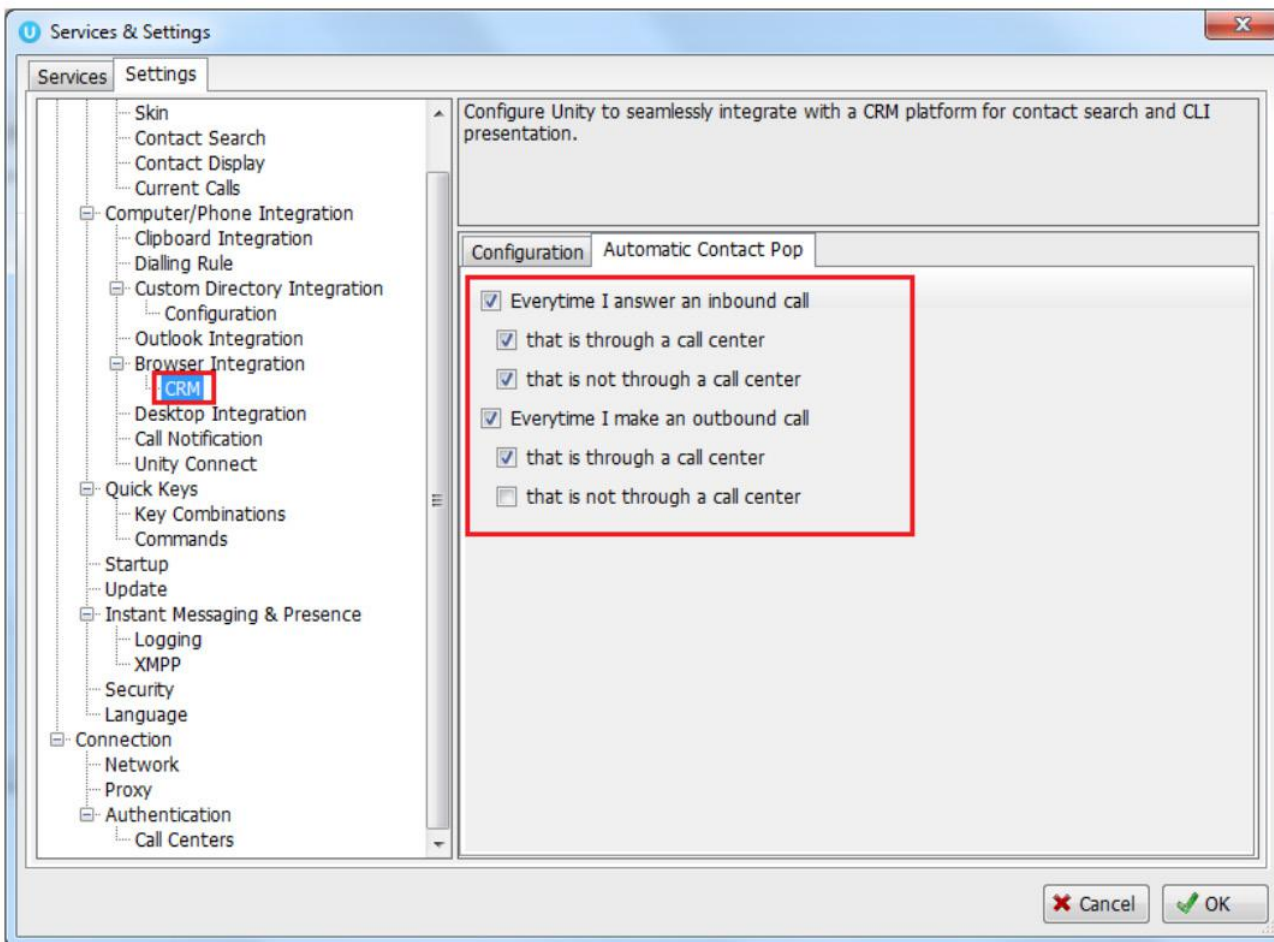 Services & Settings
Services
Settings
Skin
Contact Search
Contact Display
Current Calls
Computer/Phone Integration
Clipboard Integration
Dialling Rule
Custom Directory Integration
Configuration
Outlook Integration
Browser Integration
CRM
Desktop Integration
Call Notification
Unity Connect
Quick Keys
Key Combinations
Commands
Startup
Update
Instant Messaging & Presence
Logging
XMPP
Security
Language
Connection
Network
Proxy
Authentication
Call Centers
Configure Unity to seamlessly integrate with a CRM platform for contact search and CLI
presentation.
Configuration
Automatic Contact Pop
Everytime I answer an inbound call
that is through a call center
that is not through a call center
Everytime I make an outbound call
that is through a call center
that is not through a call center
Cancel
OK